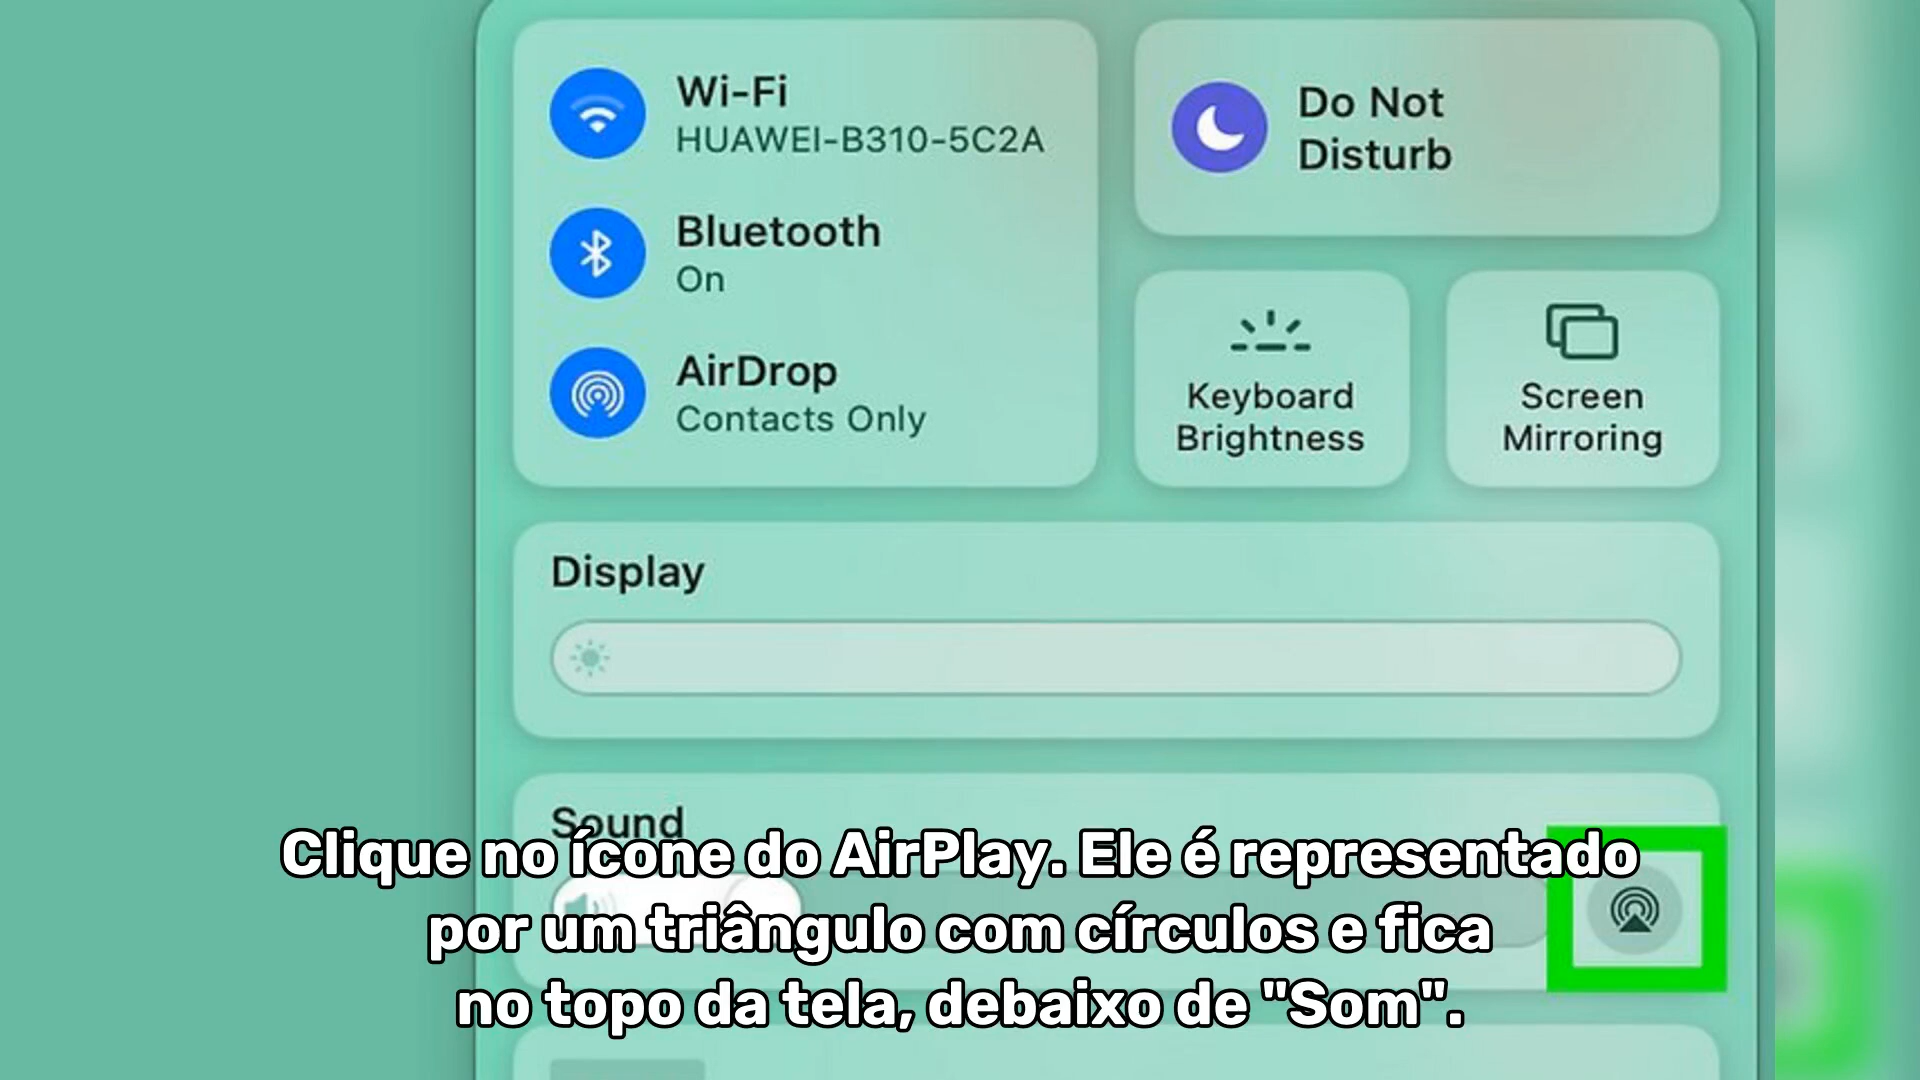 Wi-Fi
HUAWEI-B310-5C2A
Bluetooth
On
AirDrop
Contacts Only
Do Not
Disturb
Keyboard
Brightness
Screen
Mirroring
Display
Sound
Clique no ícone do AirPlay. Ele é representado
por um triângulo com círculos e fica
no topo da tela, debaixo de "Som".